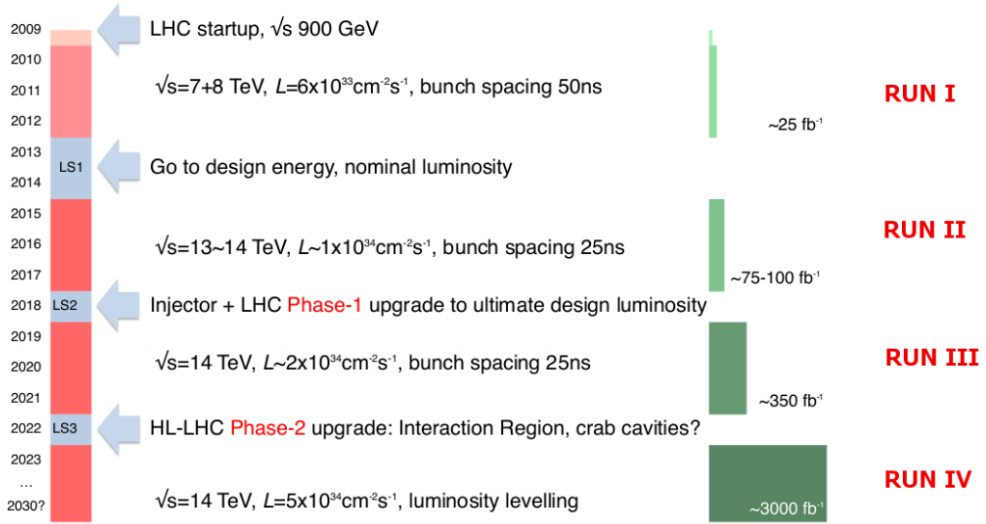 2009 LHC startup, √s 900 GeV
2010
√s=7+8 TeV, L=6x10³³cm⁻²s⁻¹, bunch spacing 50ns RUN I
2011
2012 ~25 fb⁻¹
2013
LS1 Go to design energy, nominal luminosity
2014
2015
RUN II
2016 √s=13~14 TeV, L~1x10³⁴cm⁻²s⁻¹, bunch spacing 25ns
2017 ~75-100 fb⁻¹
2018 LS2 Injector + LHC Phase-1 upgrade to ultimate design luminosity
2019
2020 √s=14 TeV, L~2x10³⁴cm⁻²s⁻¹, bunch spacing 25ns RUN III
2021 ~350 fb⁻¹
2022 LS3 HL-LHC Phase-2 upgrade: Interaction Region, crab cavities?
2023
... RUN IV
2030? √s=14 TeV, L=5x10³⁴cm⁻²s⁻¹, luminosity levelling ~3000 fb⁻¹